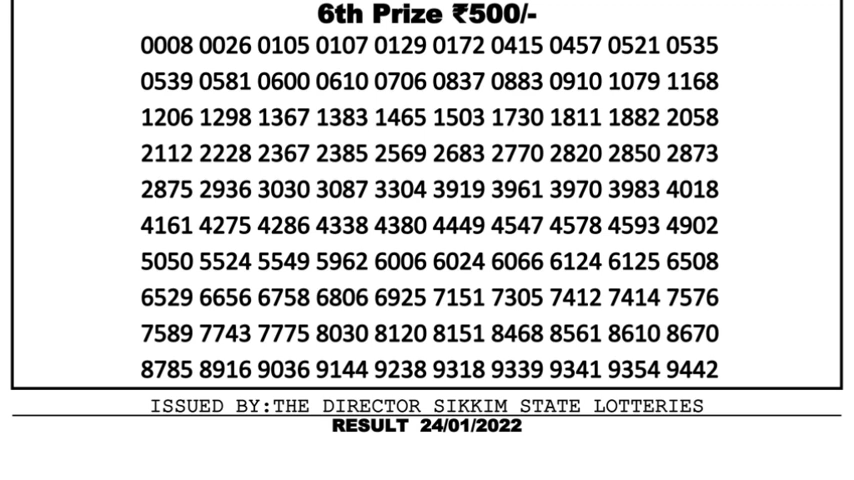 6th Prize ₹500/-
0008 0026 0105 0107 0129 0172 0415 0457 0521 0535
0539 0581 0600 0610 0706 0837 0883 0910 1079 1168
1206 1298 1367 1383 1465 1503 1730 1811 1882 2058
2112 2228 2367 2385 2569 2683 2770 2820 2850 2873
2875 2936 3030 3087 3304 3919 3961 3970 3983 4018
4161 4275 4286 4338 4380 4449 4547 4578 4593 4902
5050 5524 5549 5962 6006 6024 6066 6124 6125 6508
6529 6656 6758 6806 6925 7151 7305 7412 7414 7576
7589 7743 7775 8030 8120 8151 8468 8561 8610 8670
8785 8916 9036 9144 9238 9318 9339 9341 9354 9442
ISSUED BY:THE DIRECTOR SIKKIM STATE LOTTERIES
RESULT 24/01/2022